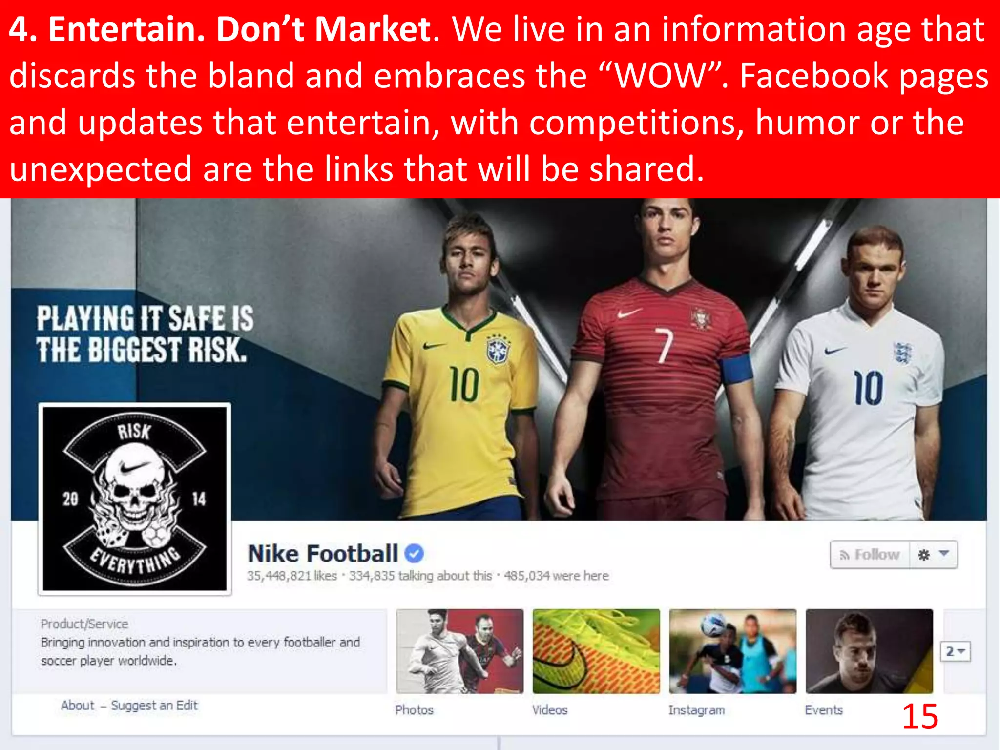 4. Entertain. Don’t Market. We live in an information age that
discards the bland and embraces the “WOW”. Facebook pages
and updates that entertain, with competitions, humor or the
unexpected are the links that will be shared.
PLAYING IT SAFE IS
THE BIGGEST RISK.
10
7
10
RISK
20 14
EVERYTHING
Nike Football
35,448,821 likes · 334,835 talking about this · 485,034 were here
Follow
Product/Service
Bringing innovation and inspiration to every footballer and
soccer player worldwide.
2
About – Suggest an Edit
Photos
Videos
Instagram
Events
15